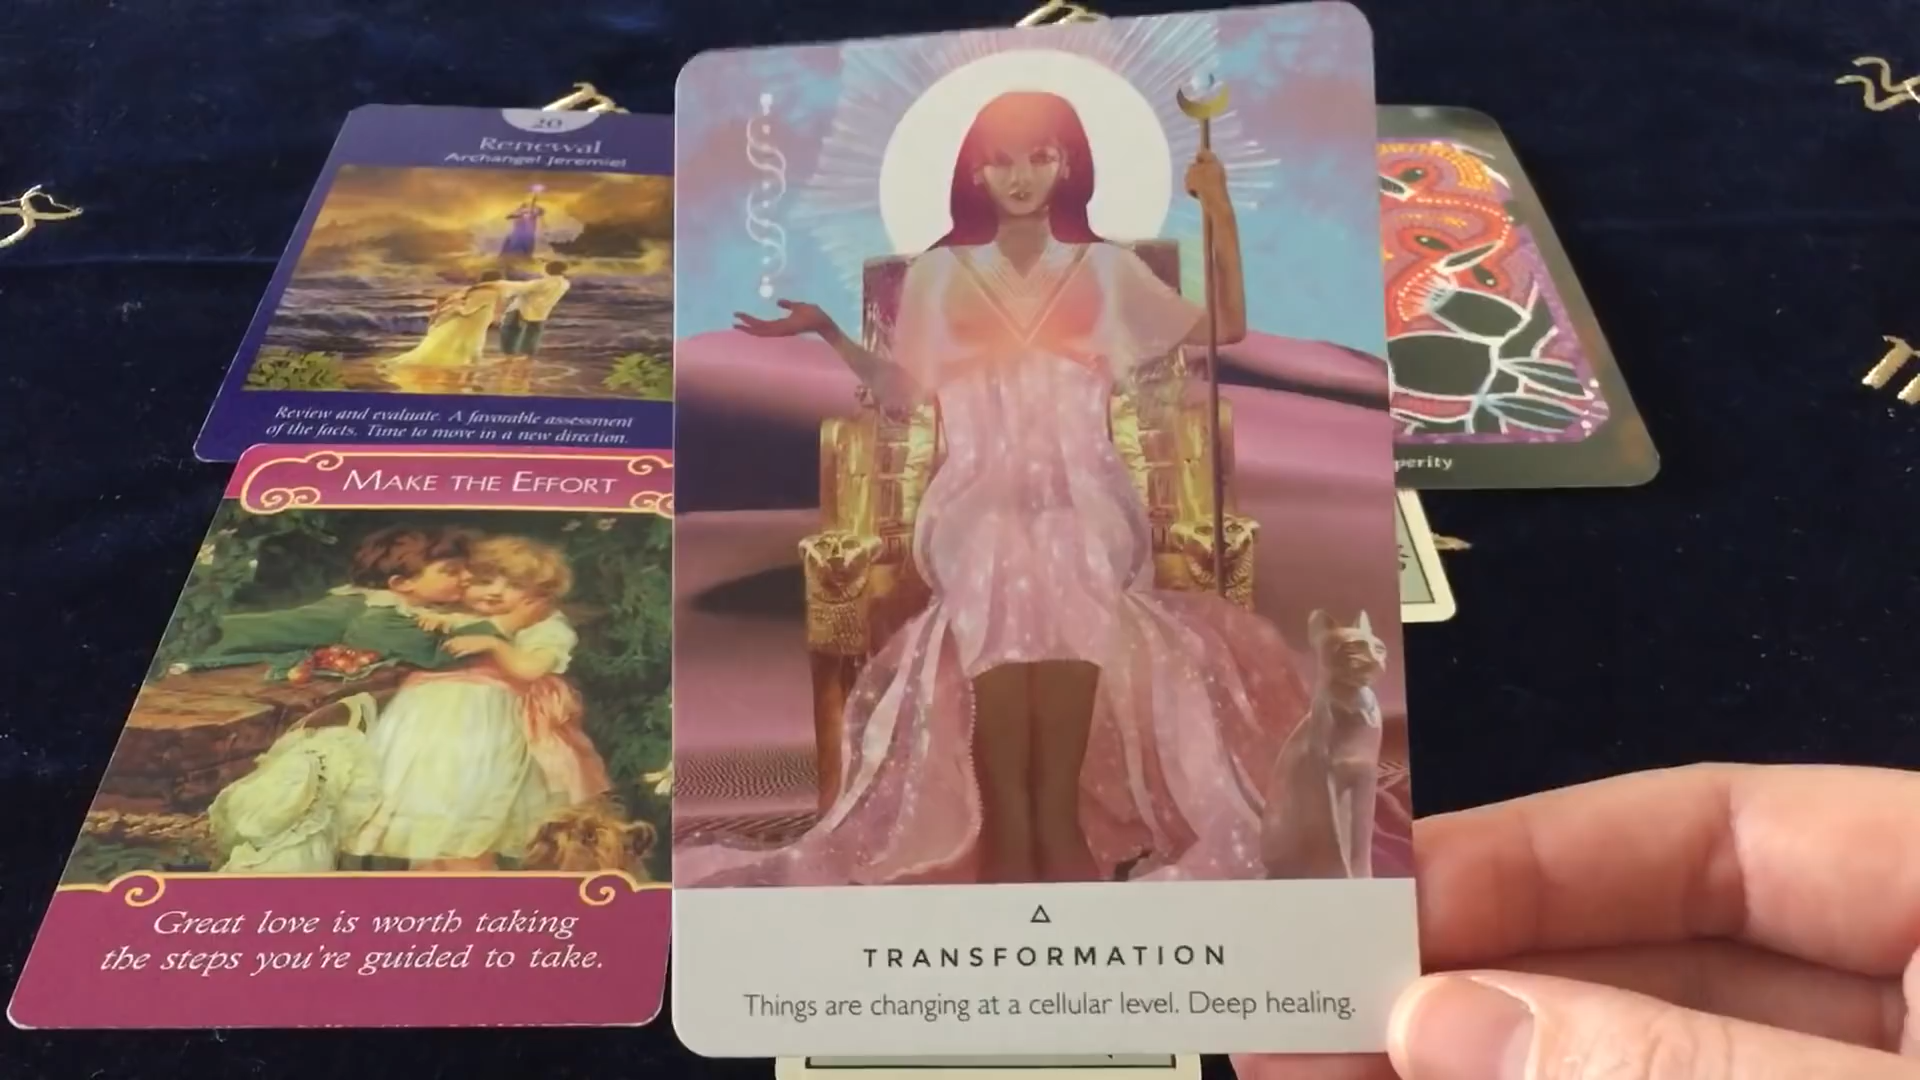 20
Renewal
Archangel Jeremiel
Review and evaluate. A favorable assessment
of the facts. Time to move in a new direction.
MAKE THE EFFORT
Great love is worth taking
the steps you're guided to take.
TRANSFORMATION
Things are changing at a cellular level. Deep healing.
perity